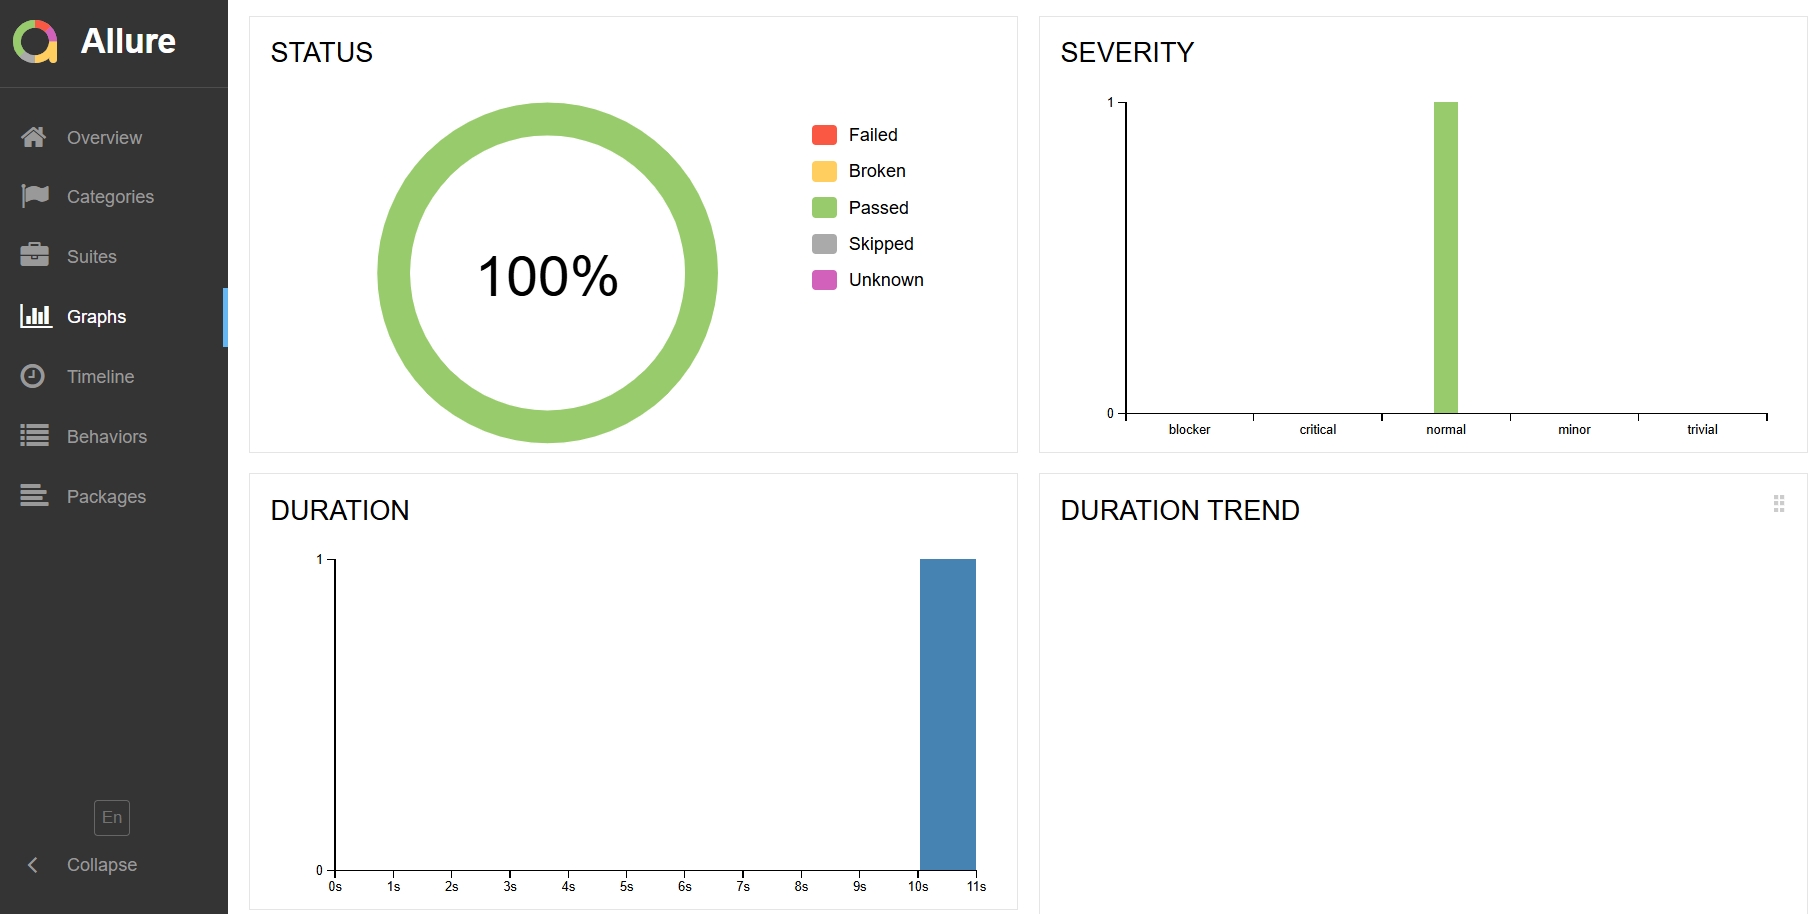 Allure
Overview
Categories
Suites
Graphs
Timeline
Behaviors
Packages
En
Collapse
STATUS
100%
Failed
Broken
Passed
Skipped
Unknown
SEVERITY
1
0
blocker critical normal minor trivial
DURATION
1
0
0s 1s 2s 3s 4s 5s 6s 7s 8s 9s 10s 11s
DURATION TREND